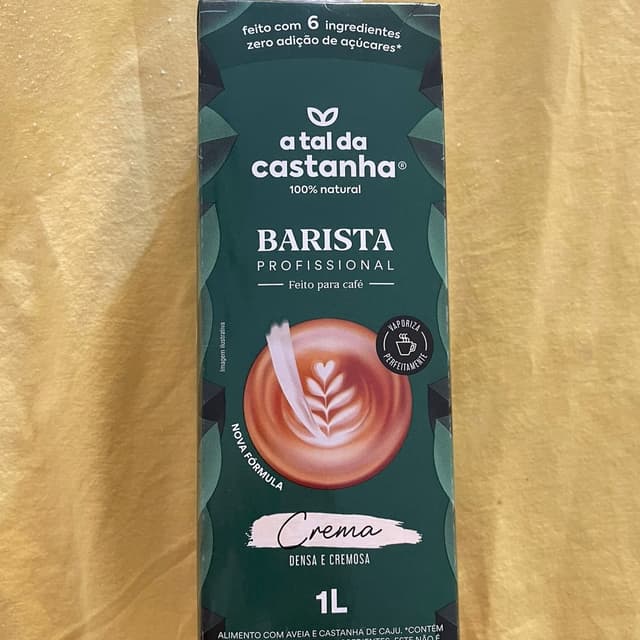 feito com 6 ingredientes
zero adição de açúcares*
a tal da
castanha®
100% natural
BARISTA
PROFISSIONAL
Feito para café
VAPORIZA
PERFEITAMENTE
Imagem ilustrativa
NOVA FÓRMULA
Crema
DENSA E CREMOSA
1L
ALIMENTO COM AVEIA E CASTANHA DE CAJU. *CONTÉM